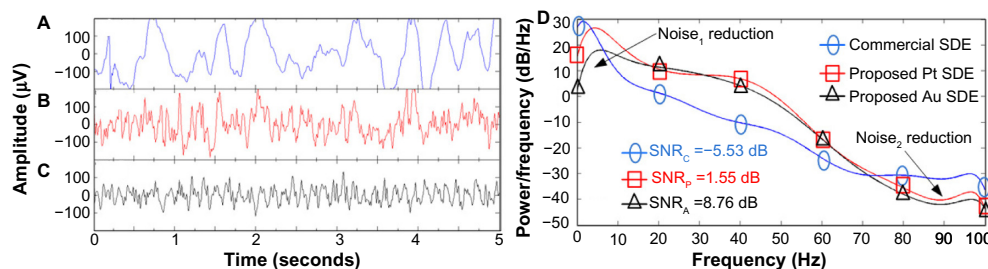 A
100
0
−100
B
100
0
−100
C
100
0
−100
Amplitude (µV)
0 1 2 3 4 5
Time (seconds)
D
30
20
10
0
−10
−20
−30
−40
−50
Power/frequency (dB/Hz)
Noise1 reduction
Commercial SDE
Proposed Pt SDE
Proposed Au SDE
Noise2 reduction
SNRC =−5.53 dB
SNRP =1.55 dB
SNRA =8.76 dB
0 10 20 30 40 50 60 70 80 90 100
Frequency (Hz)